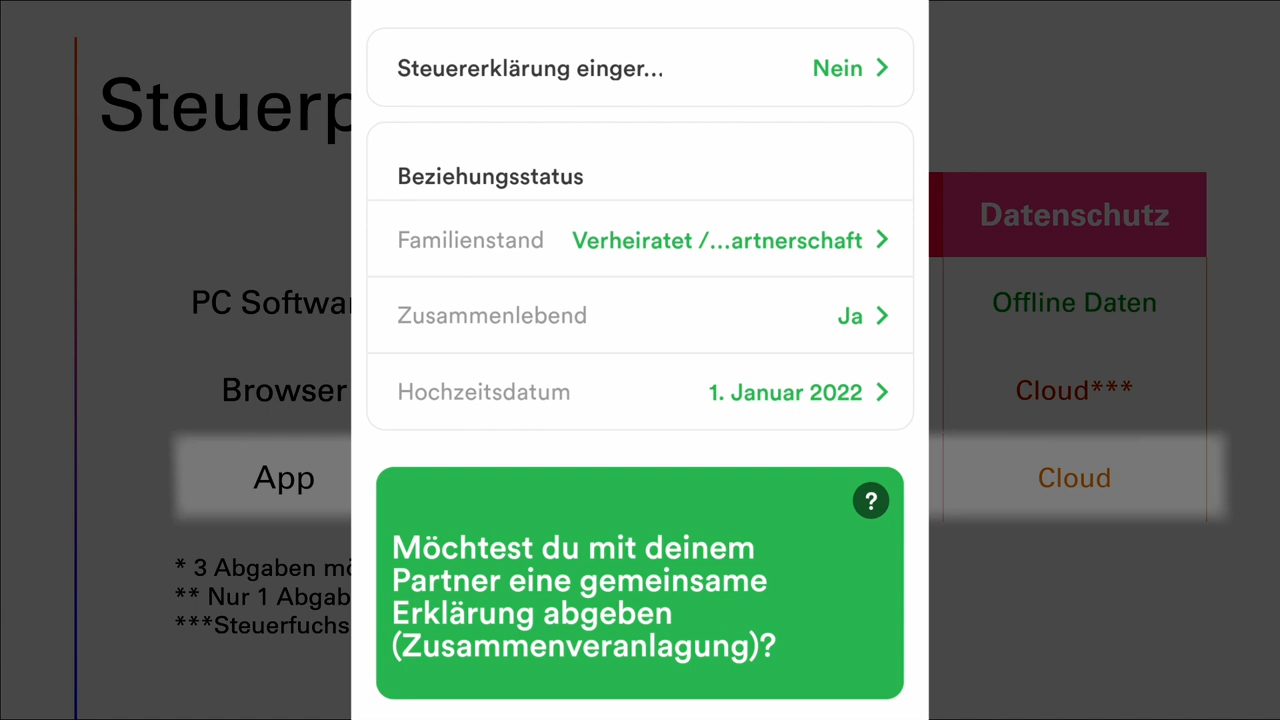 Steuerp
Steuererklärung einger...
Nein
Beziehungsstatus
Familienstand
Verheiratet /...artnerschaft
Zusammenlebend
Ja
Hochzeitsdatum
1. Januar 2022
?
Möchtest du mit deinem
Partner eine gemeinsame
Erklärung abgeben
(Zusammenveranlagung)?
Datenschutz
PC Softwar
Offline Daten
Browser
Cloud***
App
Cloud
* 3 Abgaben mö
** Nur 1 Abgab
***Steuerfuchs